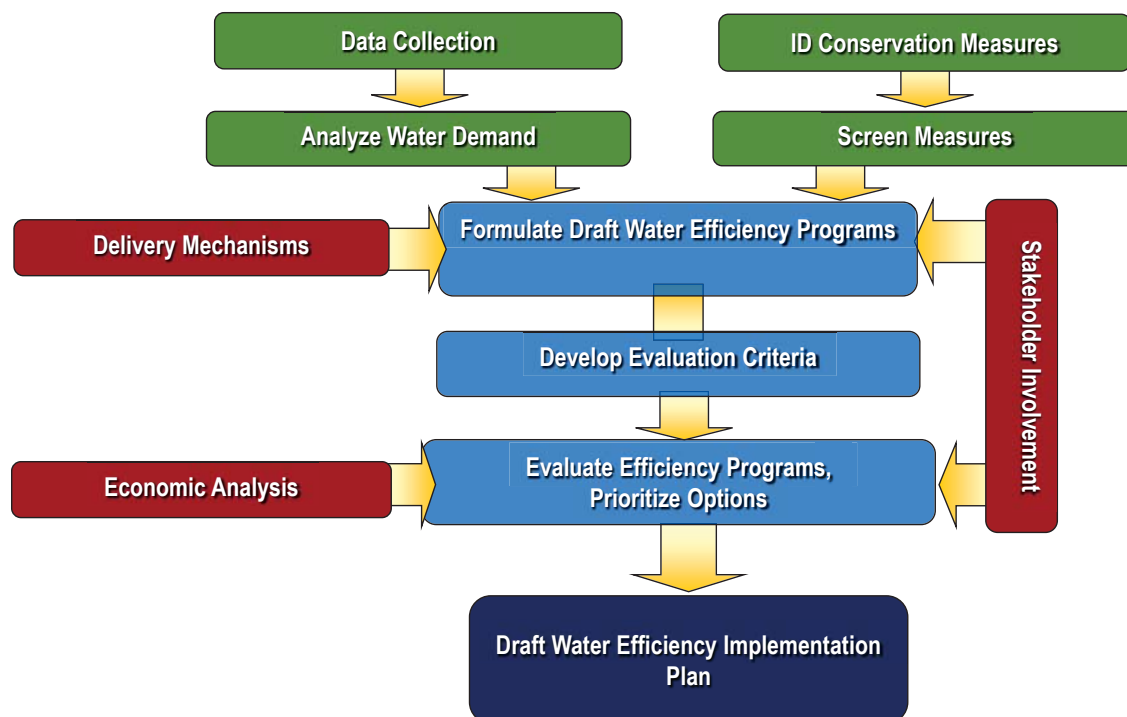 Data Collection
ID Conservation Measures
Analyze Water Demand
Screen Measures
Formulate Draft Water Efficiency Programs
Delivery Mechanisms
Stakeholder Involvement
Develop Evaluation Criteria
Evaluate Efficiency Programs,
Prioritize Options
Economic Analysis
Draft Water Efficiency Implementation
Plan